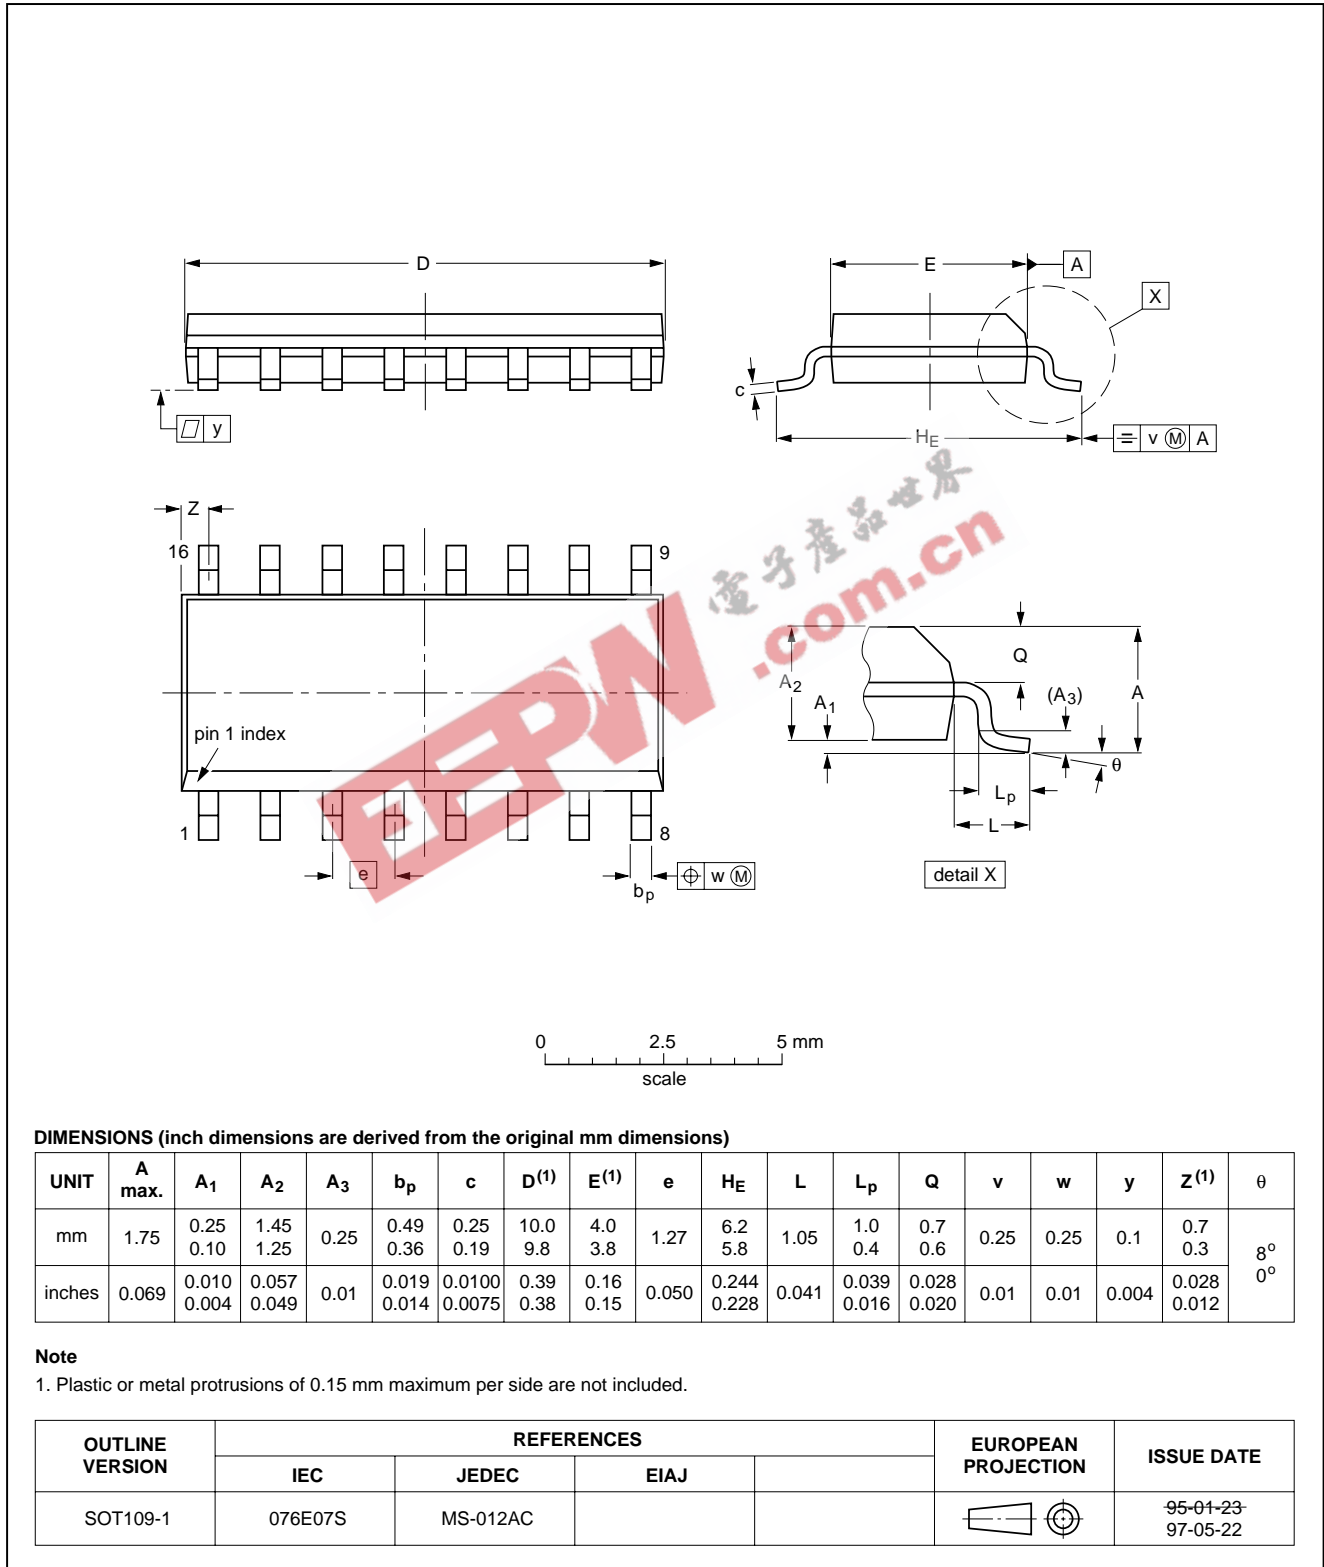 D
E
A
X
c
y
HE
v M A
Z
16
9
pin 1 index
1
8
e
bp
w M
A2
A1
Q
(A3)
A
θ
Lp
L
detail X
EEPW
電子產品世界
.com.cn
0 2.5 5 mm
scale
DIMENSIONS (inch dimensions are derived from the original mm dimensions)
UNIT A max. A1 A2 A3 bp c D(1) E(1) e HE L Lp Q v w y Z(1) θ
mm 1.75 0.25 0.10 1.45 1.25 0.25 0.49 0.36 0.25 0.19 10.0 9.8 4.0 3.8 1.27 6.2 5.8 1.05 1.0 0.4 0.7 0.6 0.25 0.25 0.1 0.7 0.3 8° 0°
inches 0.069 0.010 0.004 0.057 0.049 0.01 0.019 0.014 0.0100 0.0075 0.39 0.38 0.16 0.15 0.050 0.244 0.228 0.041 0.039 0.016 0.028 0.020 0.01 0.01 0.004 0.028 0.012
Note
1. Plastic or metal protrusions of 0.15 mm maximum per side are not included.
OUTLINE VERSION REFERENCES EUROPEAN PROJECTION ISSUE DATE
IEC JEDEC EIAJ
SOT109-1 076E07S MS-012AC 95-01-23
97-05-22